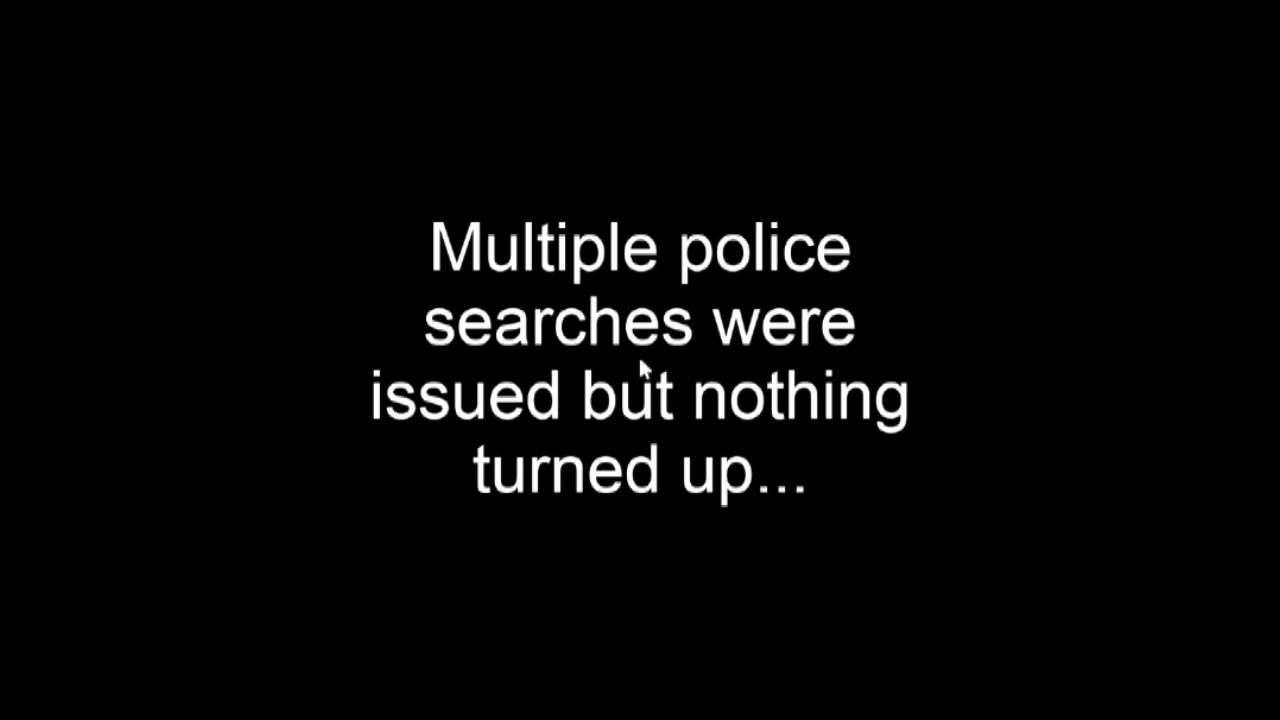 Multiple police
searches were
issued but nothing
turned up...